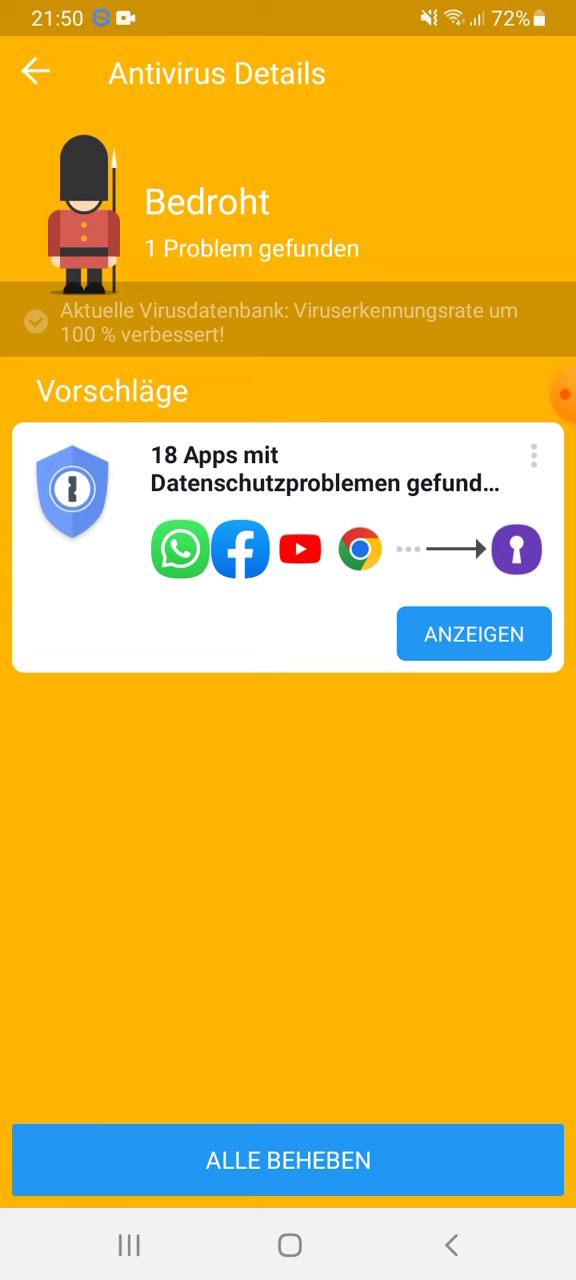 21:50
72%
Antivirus Details
Bedroht
1 Problem gefunden
Aktuelle Virusdatenbank: Viruserkennungsrate um
100 % verbessert!
Vorschläge
18 Apps mit
Datenschutzproblemen gefund...
ANZEIGEN
ALLE BEHEBEN